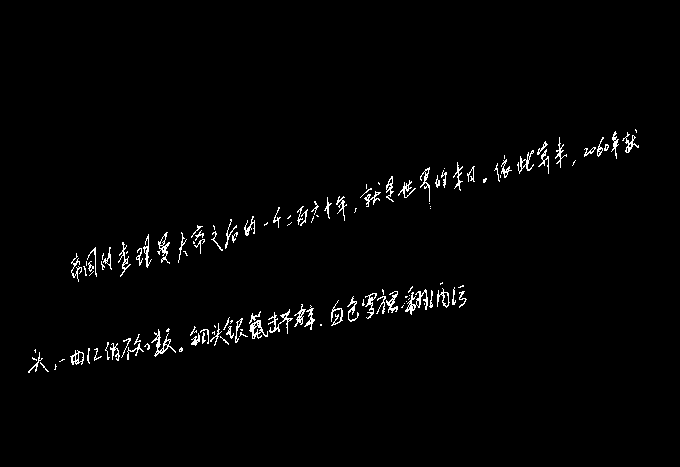 帝国的查理曼大帝之后的一千二百六十年，就是世界的末日。依此算来，2060年就
头，一曲红绡不知数。钿头银篦击节碎，血色罗裙翻酒污